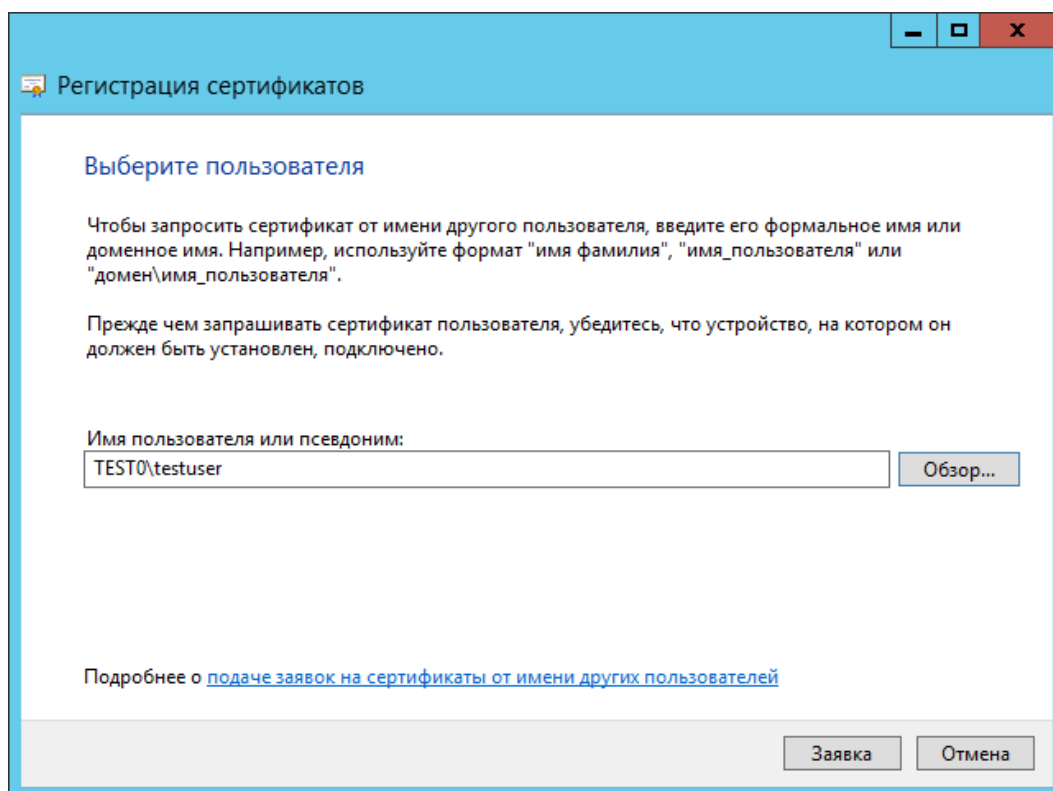 Регистрация сертификатов
Выберите пользователя
Чтобы запросить сертификат от имени другого пользователя, введите его формальное имя или
доменное имя. Например, используйте формат "имя фамилия", "имя_пользователя" или
"домен\имя_пользователя".
Прежде чем запрашивать сертификат пользователя, убедитесь, что устройство, на котором он
должен быть установлен, подключено.
Имя пользователя или псевдоним:
TEST0\testuser
Обзор...
Подробнее о подаче заявок на сертификаты от имени других пользователей
Заявка
Отмена